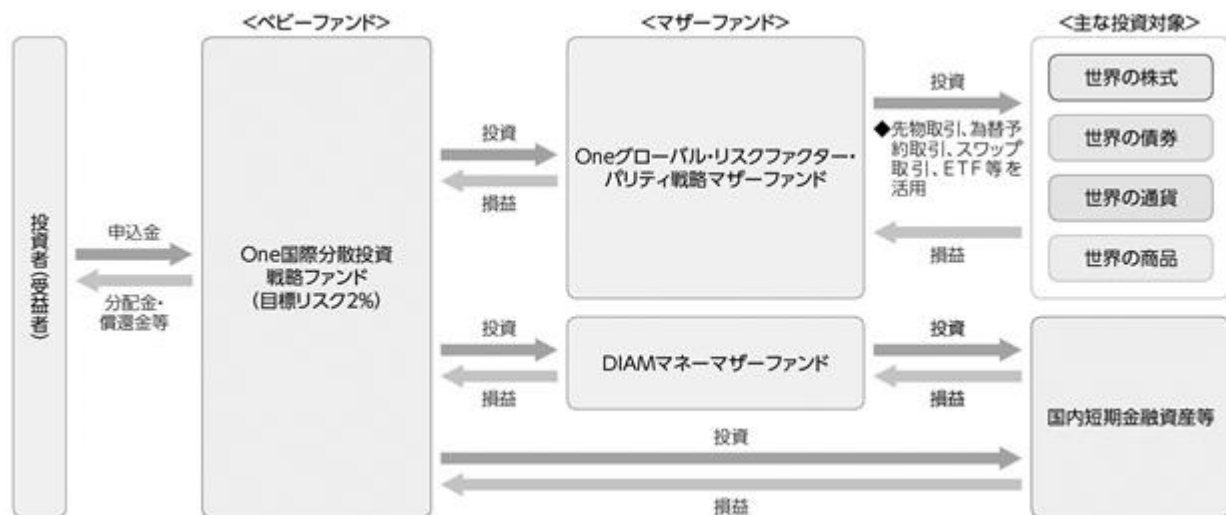 <ベビーファンド>
<マザーファンド>
<主な投資対象>
投資者(受益者)
申込金
分配金・
償還金等
One国際分散投資
戦略ファンド
(目標リスク2%)
投資
損益
Oneグローバル・リスクファクター・
パリティ戦略マザーファンド
投資
◆先物取引、為替予
約取引、スワップ
取引、ETF等を
活用
損益
世界の株式
世界の債券
世界の通貨
世界の商品
投資
損益
DIAMマネーマザーファンド
投資
損益
国内短期金融資産等
投資
損益